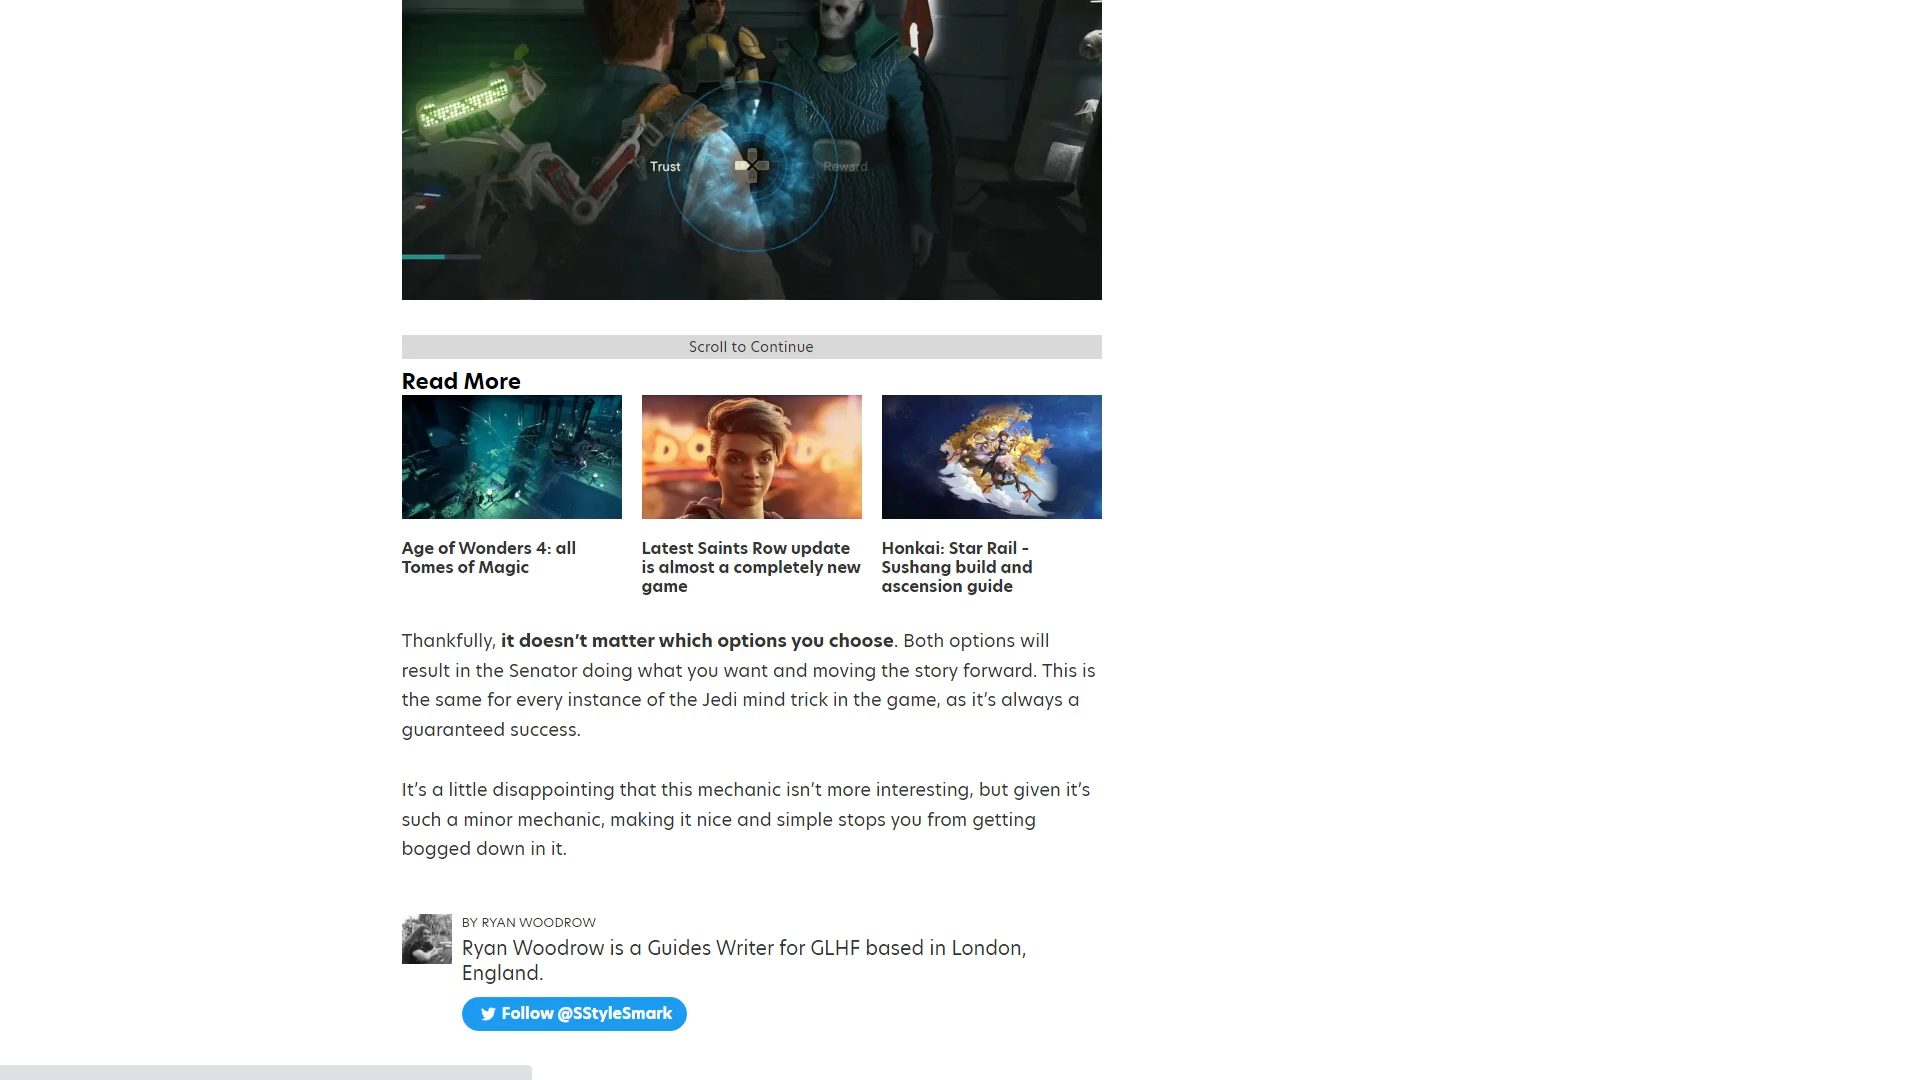 Trust
Reward
Scroll to Continue
Read More
Age of Wonders 4: all
Tomes of Magic
Latest Saints Row update
is almost a completely new
game
Honkai: Star Rail –
Sushang build and
ascension guide
Thankfully, it doesn’t matter which options you choose. Both options will
result in the Senator doing what you want and moving the story forward. This is
the same for every instance of the Jedi mind trick in the game, as it’s always a
guaranteed success.
It’s a little disappointing that this mechanic isn’t more interesting, but given it’s
such a minor mechanic, making it nice and simple stops you from getting
bogged down in it.
BY RYAN WOODROW
Ryan Woodrow is a Guides Writer for GLHF based in London,
England.
Follow @SStyleSmark